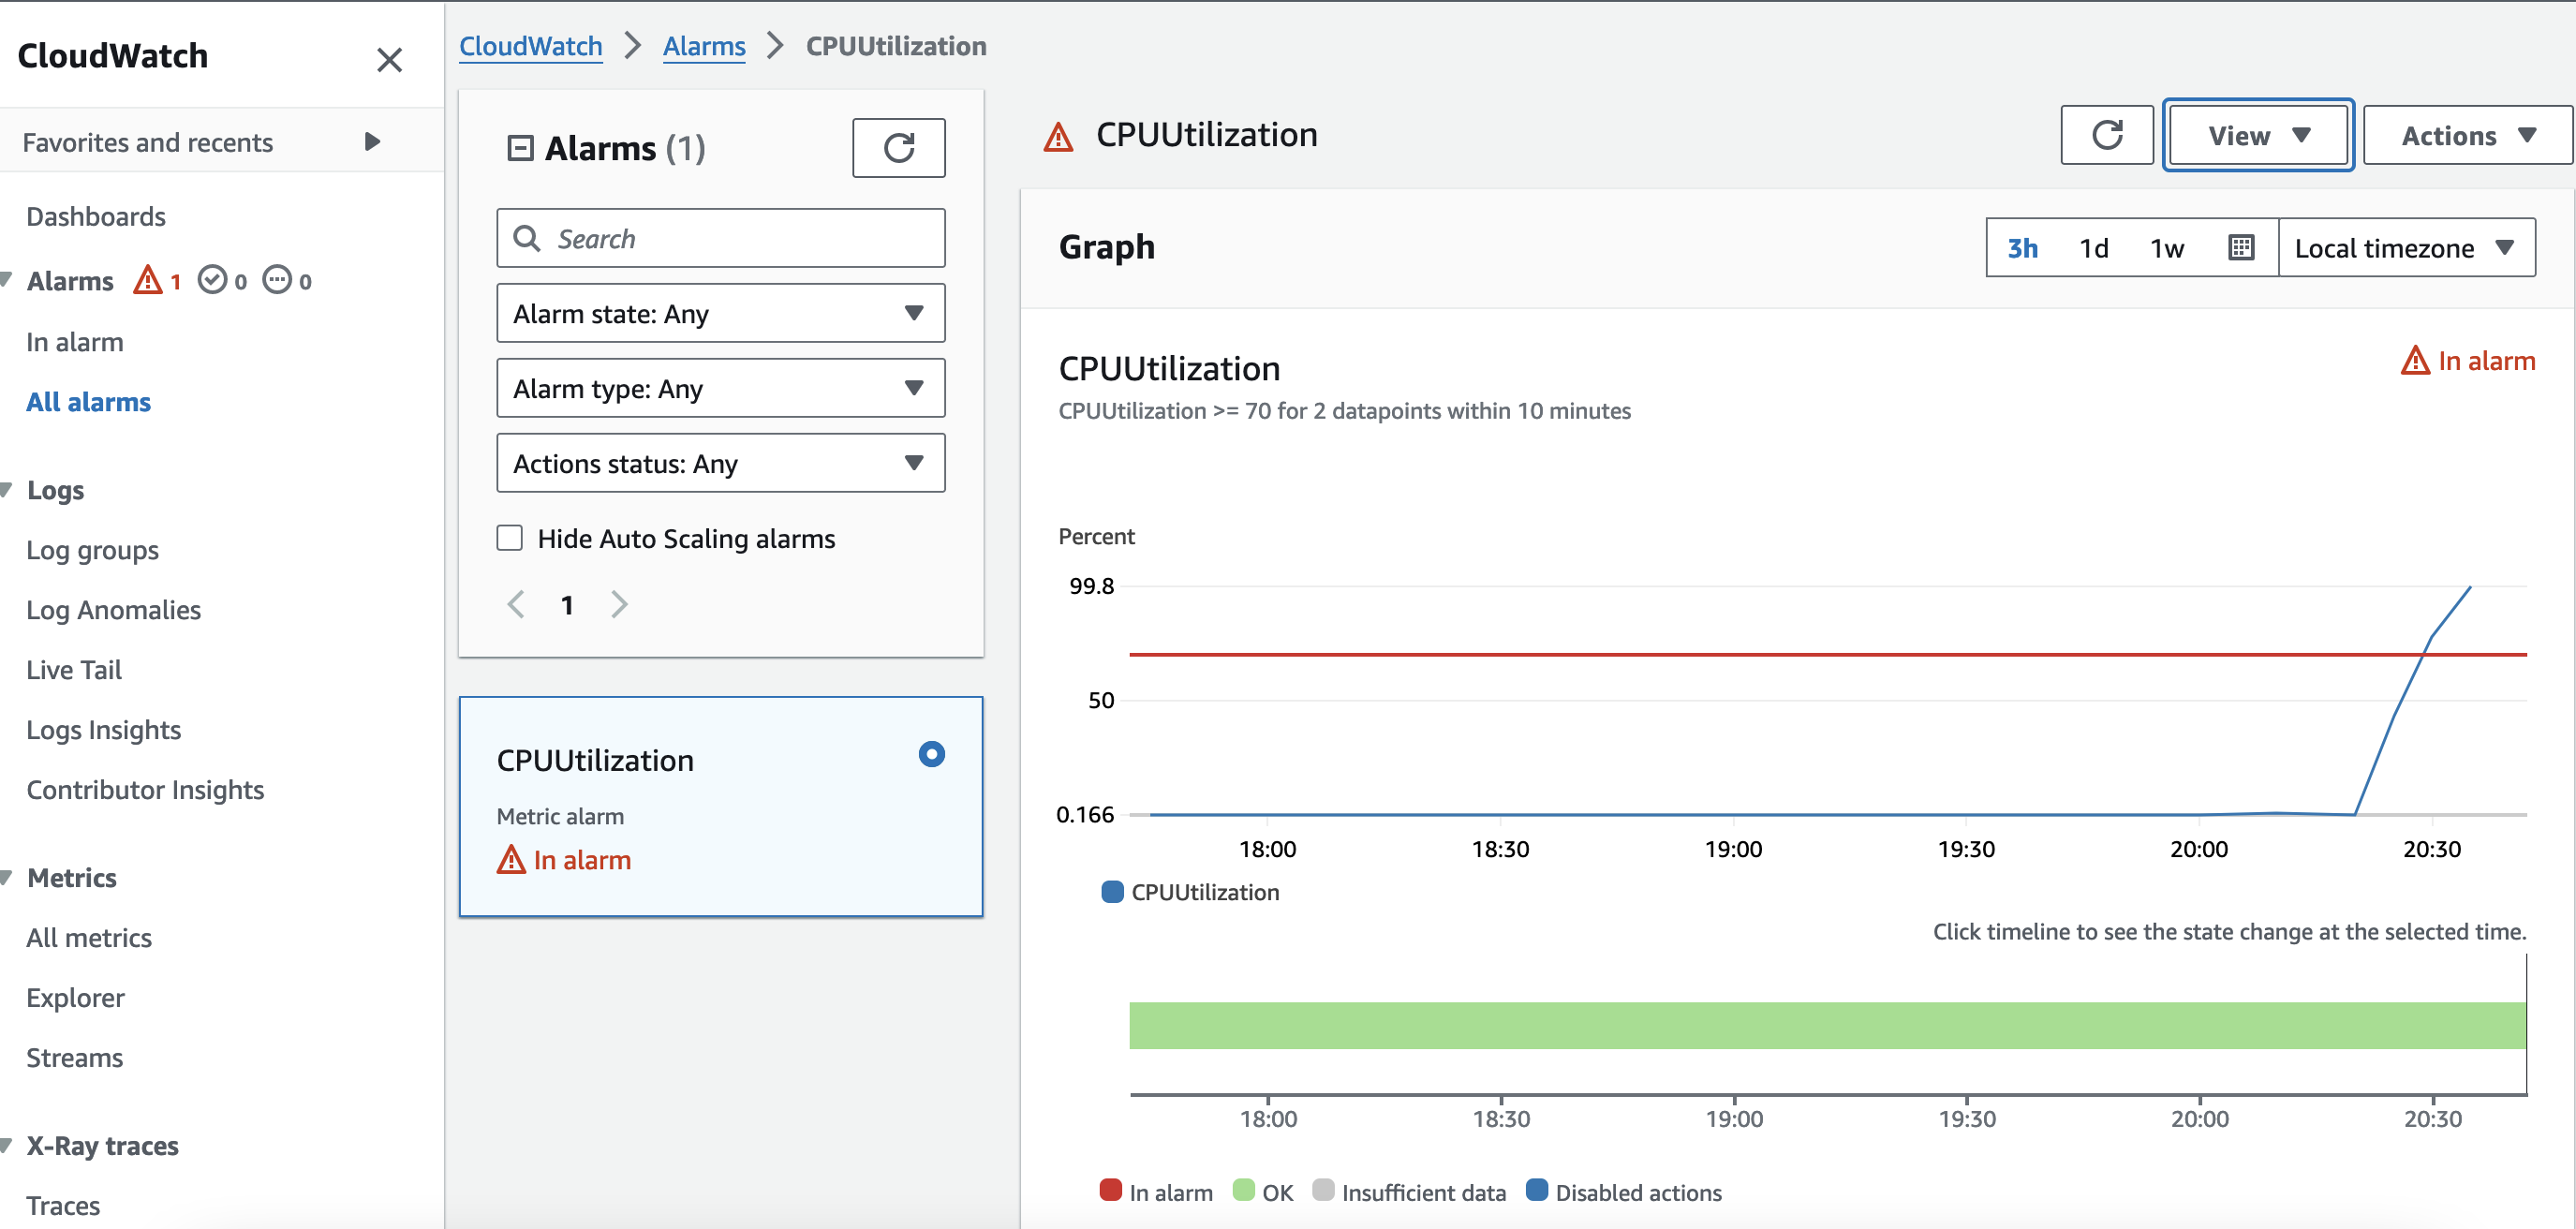 CloudWatch
Favorites and recents
Dashboards
Alarms 1 0 0
In alarm
All alarms
Logs
Log groups
Log Anomalies
Live Tail
Logs Insights
Contributor Insights
Metrics
All metrics
Explorer
Streams
X-Ray traces
Traces
CloudWatch > Alarms > CPUUtilization
Alarms (1)
Search
Alarm state: Any
Alarm type: Any
Actions status: Any
Hide Auto Scaling alarms
1
CPUUtilization
Metric alarm
In alarm
CPUUtilization
View
Actions
Graph
3h 1d 1w Local timezone
CPUUtilization
In alarm
CPUUtilization >= 70 for 2 datapoints within 10 minutes
Percent
99.8
50
0.166
18:00 18:30 19:00 19:30 20:00 20:30
CPUUtilization
Click timeline to see the state change at the selected time.
18:00 18:30 19:00 19:30 20:00 20:30
In alarm OK Insufficient data Disabled actions